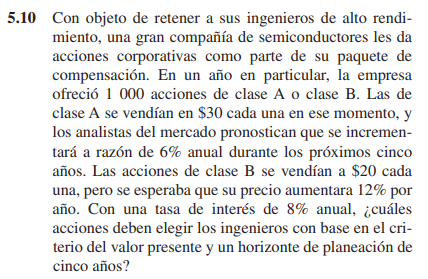 5.10 Con objeto de retener a sus ingenieros de alto rendi-
miento, una gran compañía de semiconductores les da
acciones corporativas como parte de su paquete de
compensación. En un año en particular, la empresa
ofreció 1 000 acciones de clase A o clase B. Las de
clase A se vendían en $30 cada una en ese momento, y
los analistas del mercado pronostican que se incremen-
tará a razón de 6% anual durante los próximos cinco
años. Las acciones de clase B se vendían a $20 cada
una, pero se esperaba que su precio aumentara 12% por
año. Con una tasa de interés de 8% anual, ¿cuáles
acciones deben elegir los ingenieros con base en el cri-
terio del valor presente y un horizonte de planeación de
cinco años?